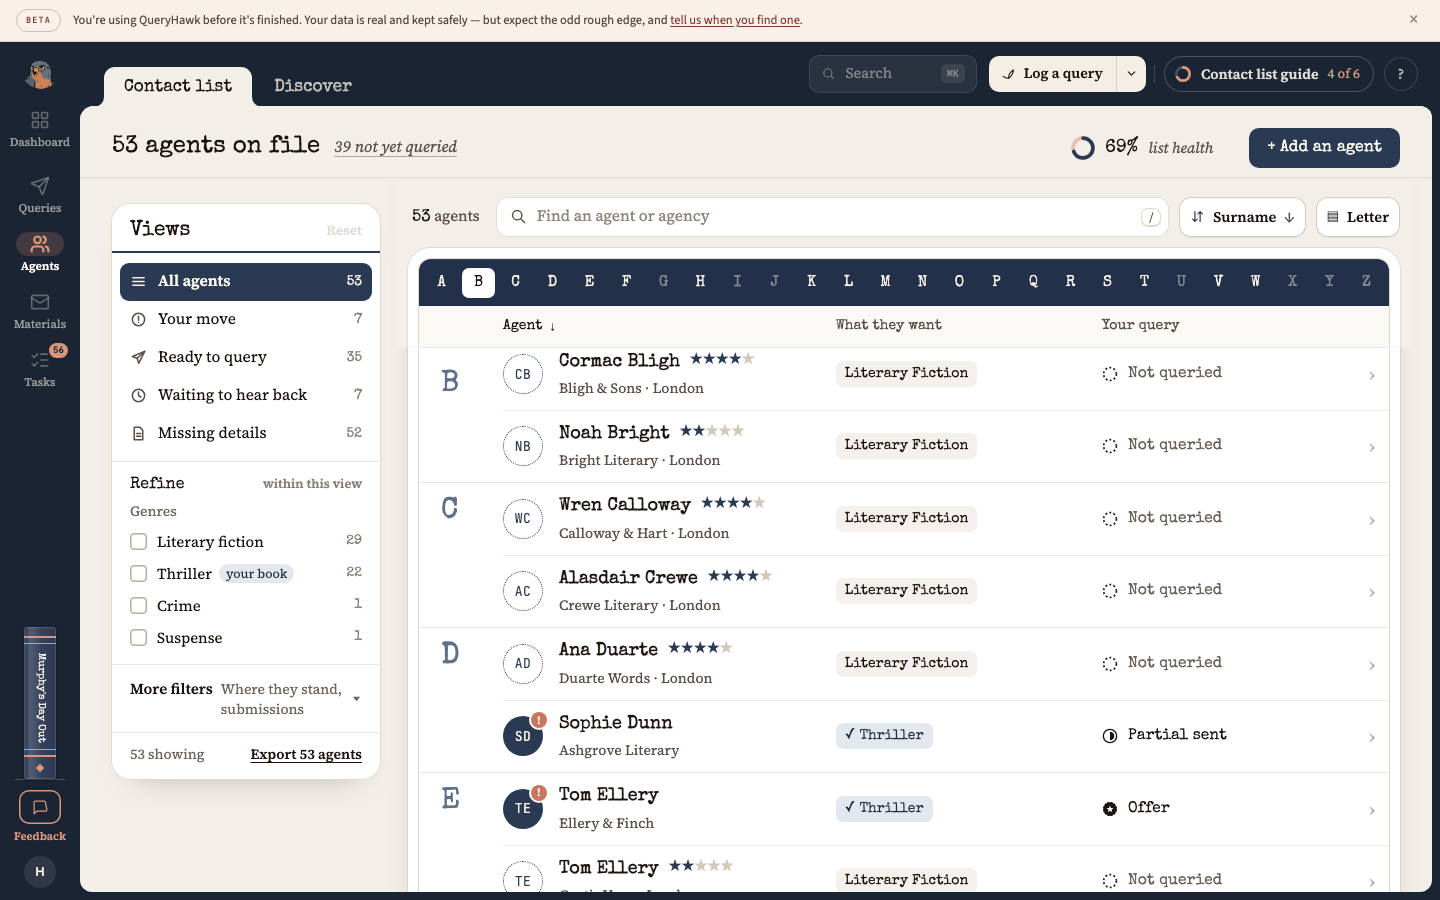 BETA You're using QueryHawk before it's finished. Your data is real and kept safely — but expect the odd rough edge, and tell us when you find one. ×
Contact list
Discover
Search ⌘K
Log a query
Contact list guide 4 of 6
?
Dashboard
Queries
Agents
Materials
56
Tasks
Murphy's Day Out
Feedback
H
53 agents on file 39 not yet queried
69% list health
+ Add an agent
Views Reset
All agents 53
Your move 7
Ready to query 35
Waiting to hear back 7
Missing details 52
Refine within this view
Genres
Literary fiction 29
Thriller your book 22
Crime 1
Suspense 1
More filters Where they stand,
submissions
53 showing Export 53 agents
53 agents
Find an agent or agency /
Surname ↓
Letter
A B C D E F G H I J K L M N O P Q R S T U V W X Y Z
Agent ↓ What they want Your query
B
CB Cormac Bligh ★★★★★ Literary Fiction Not queried ›
Bligh & Sons · London
NB Noah Bright ★★★★★ Literary Fiction Not queried ›
Bright Literary · London
C
WC Wren Calloway ★★★★★ Literary Fiction Not queried ›
Calloway & Hart · London
AC Alasdair Crewe ★★★★★ Literary Fiction Not queried ›
Crewe Literary · London
D
AD Ana Duarte ★★★★★ Literary Fiction Not queried ›
Duarte Words · London
SD ! Sophie Dunn ✓ Thriller Partial sent ›
Ashgrove Literary
E
TE ! Tom Ellery ✓ Thriller Offer ›
Ellery & Finch
TE Tom Ellery ★★★★★ Literary Fiction Not queried ›